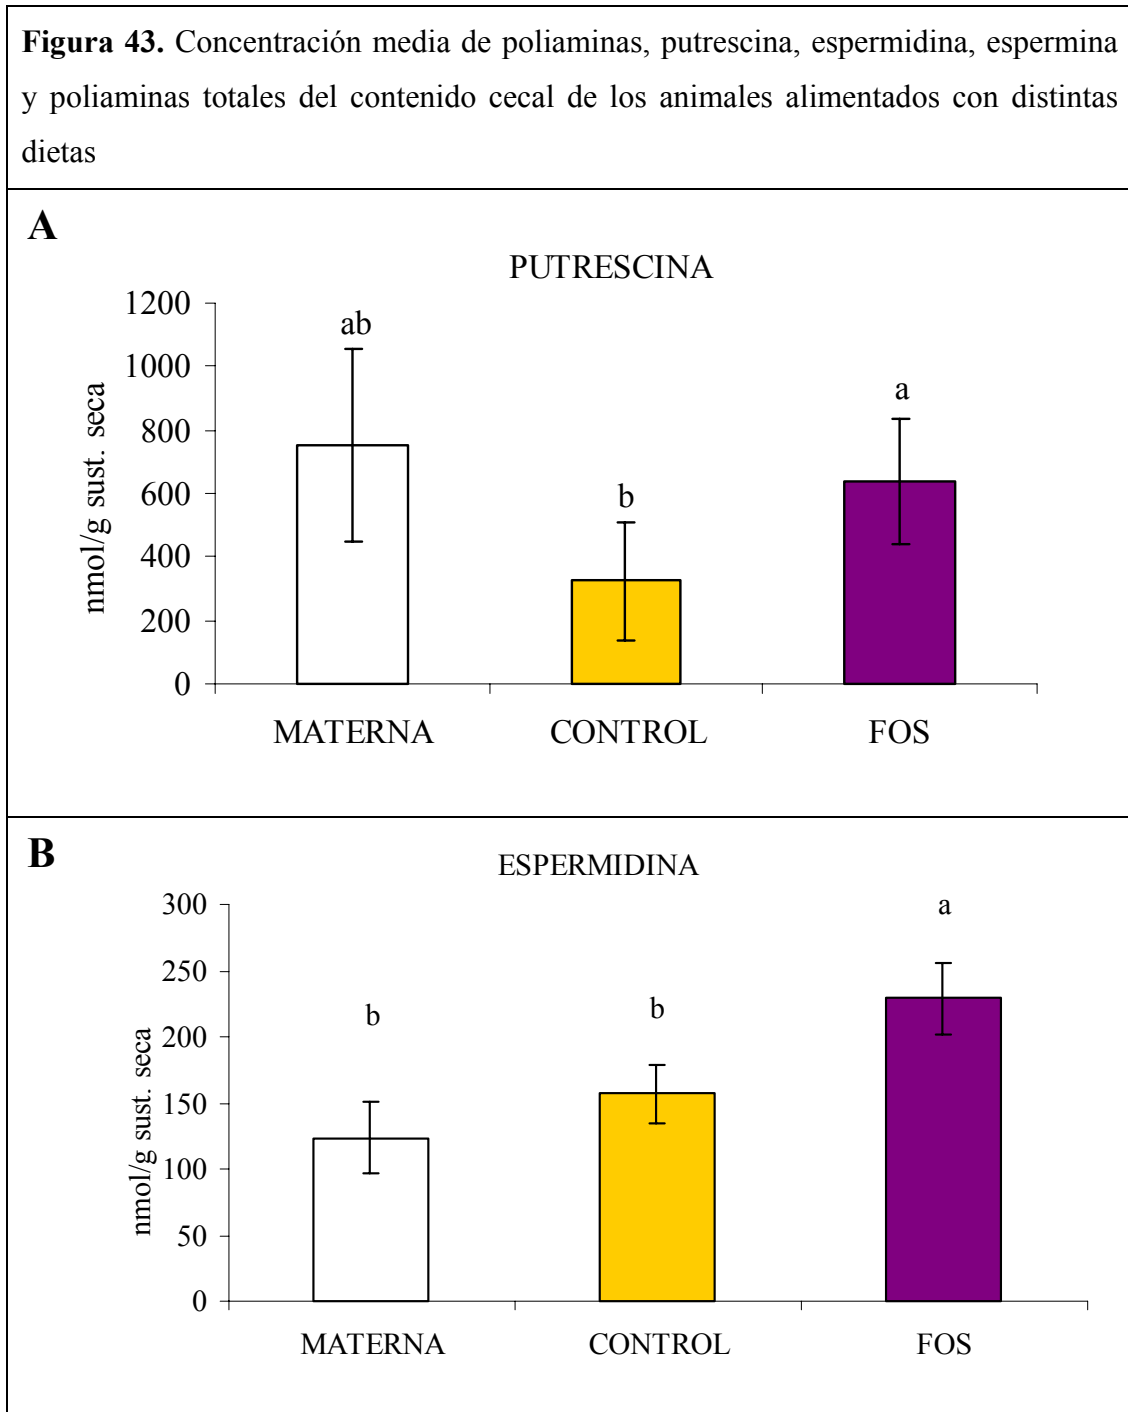 Figura 43. Concentración media de poliaminas, putrescina, espermidina, espermina
y poliaminas totales del contenido cecal de los animales alimentados con distintas
dietas
A
PUTRESCINA
nmol/g sust. seca
1200
1000
800
600
400
200
0
ab
b
a
MATERNA CONTROL FOS
B
ESPERMIDINA
nmol/g sust. seca
300
250
200
150
100
50
0
b
b
a
MATERNA CONTROL FOS